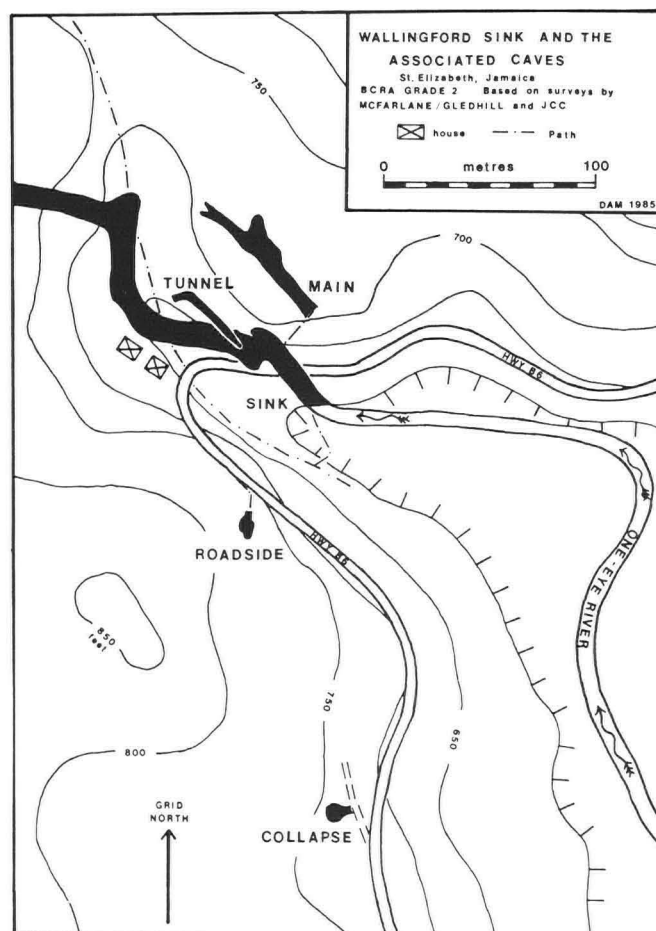 WALLINGFORD SINK AND THE
ASSOCIATED CAVES
St. Elizabeth, Jamaica
BCRA GRADE 2 Based on surveys by
MCFARLANE/GLEDHILL and JCC
house Path
0 metres 100
DAM 1985
750
700
TUNNEL
MAIN
HWY B6
SINK
ROADSIDE
HWY B6
ONE-EYE RIVER
850
feet
750
650
800
GRID
NORTH
COLLAPSE